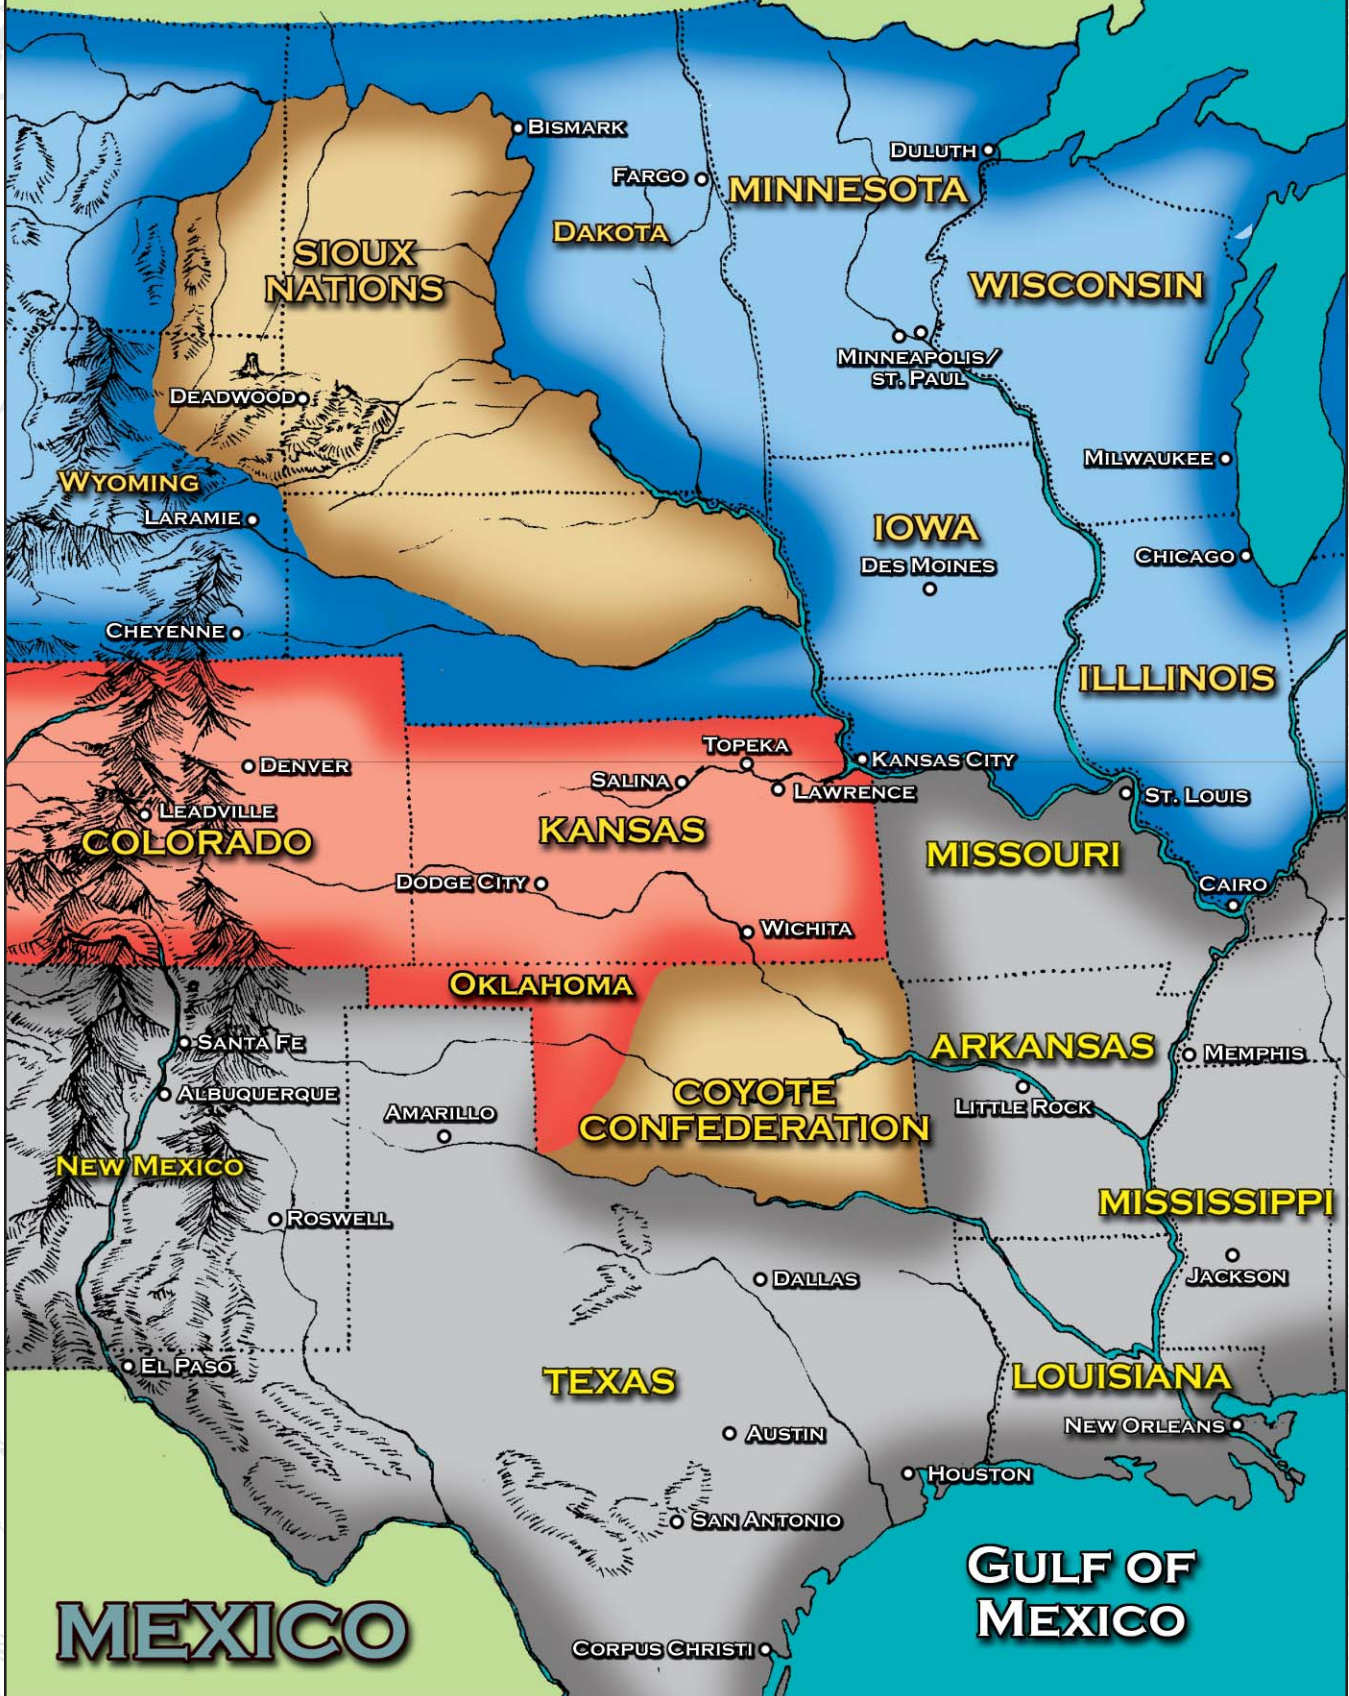 BISMARK
DULUTH
FARGO
MINNESOTA
DAKOTA
SIOUX
NATIONS
WISCONSIN
MINNEAPOLIS/
ST. PAUL
DEADWOOD
MILWAUKEE
WYOMING
LARAMIE
IOWA
DES MOINES
CHICAGO
CHEYENNE
ILLLINOIS
TOPEKA
KANSAS CITY
DENVER
SALINA
LAWRENCE
ST. LOUIS
LEADVILLE
COLORADO
KANSAS
MISSOURI
DODGE CITY
CAIRO
WICHITA
OKLAHOMA
SANTA FE
ARKANSAS
MEMPHIS
ALBUQUERQUE
COYOTE
CONFEDERATION
LITTLE ROCK
AMARILLO
NEW MEXICO
MISSISSIPPI
ROSWELL
DALLAS
JACKSON
EL PASO
TEXAS
LOUISIANA
NEW ORLEANS
AUSTIN
HOUSTON
SAN ANTONIO
GULF OF
MEXICO
MEXICO
CORPUS CHRISTI